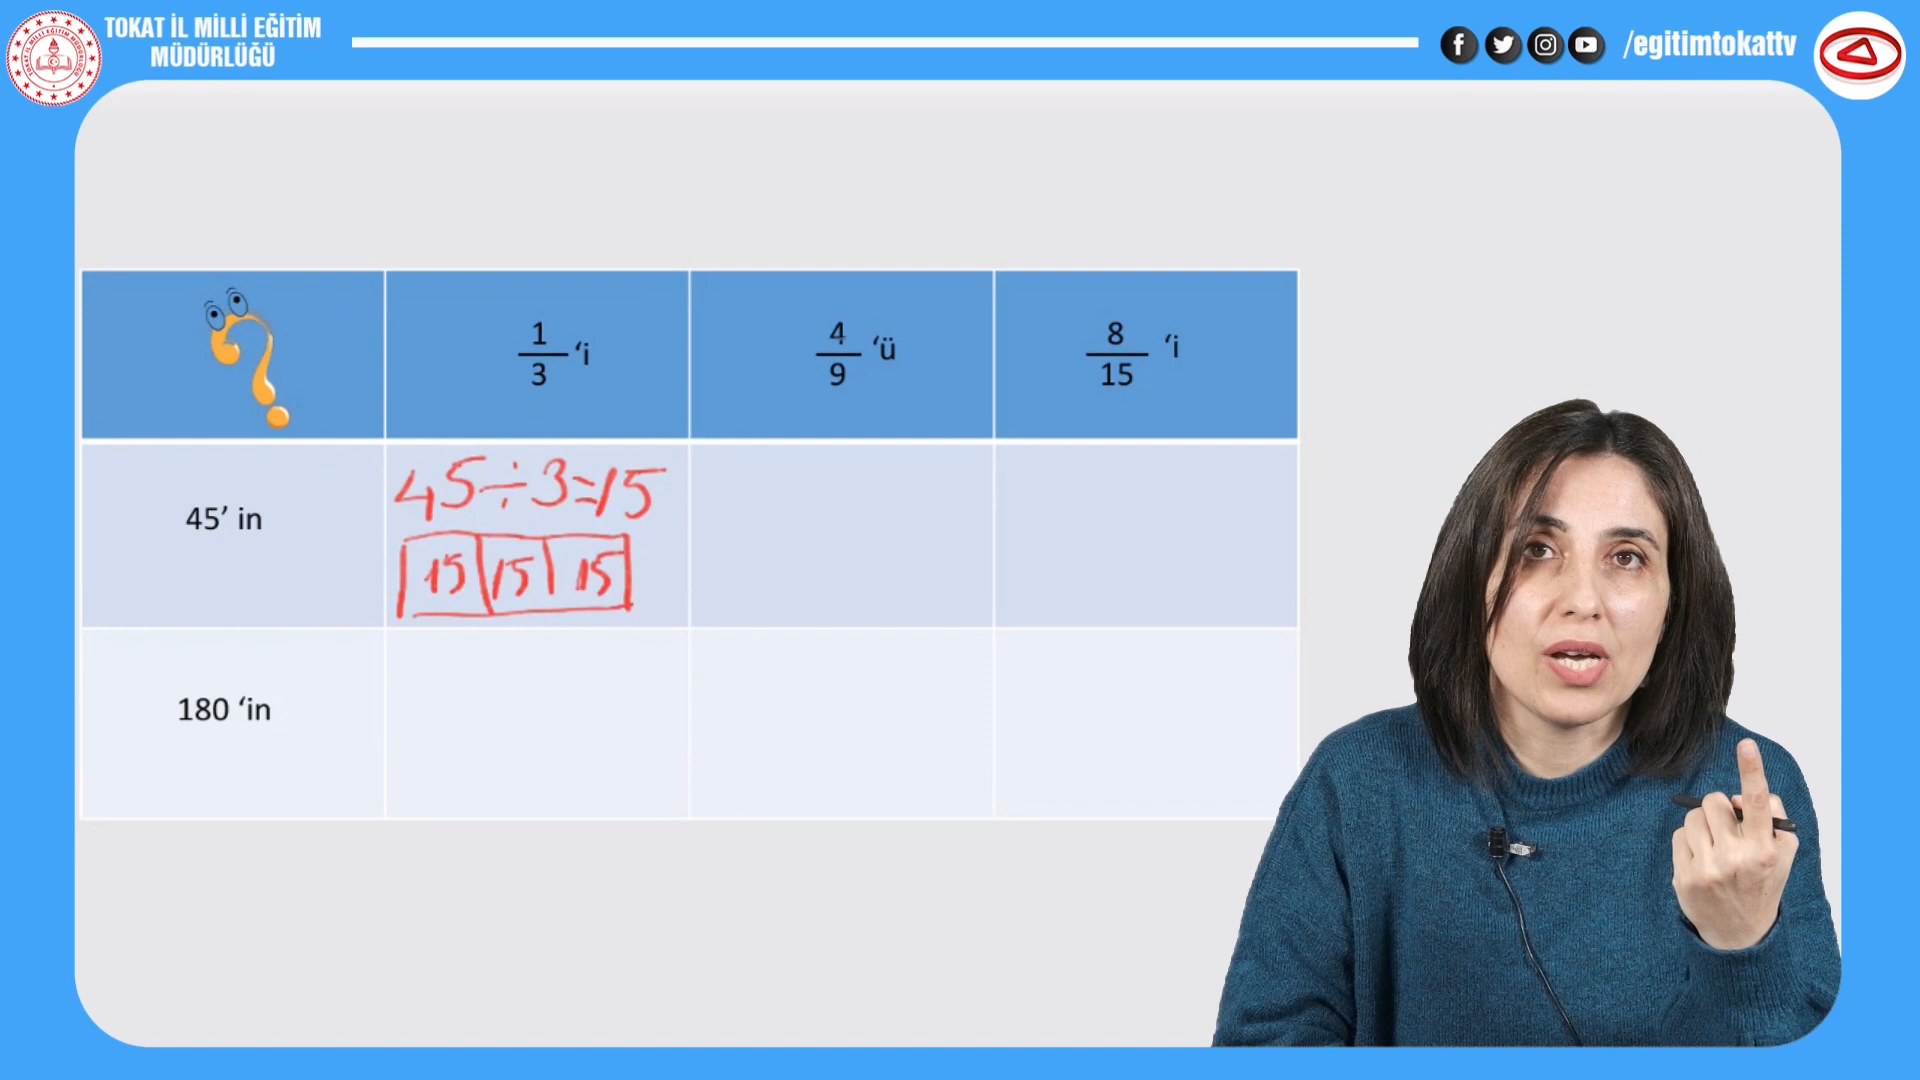 TOKAT İL MİLLİ EĞİTİM
MÜDÜRLÜĞÜ
/egitimtokattv
1
3 ‘i
4
9 ‘ü
8
15 ‘i
45’ in
45÷3=15
15 15 15
180 ‘in